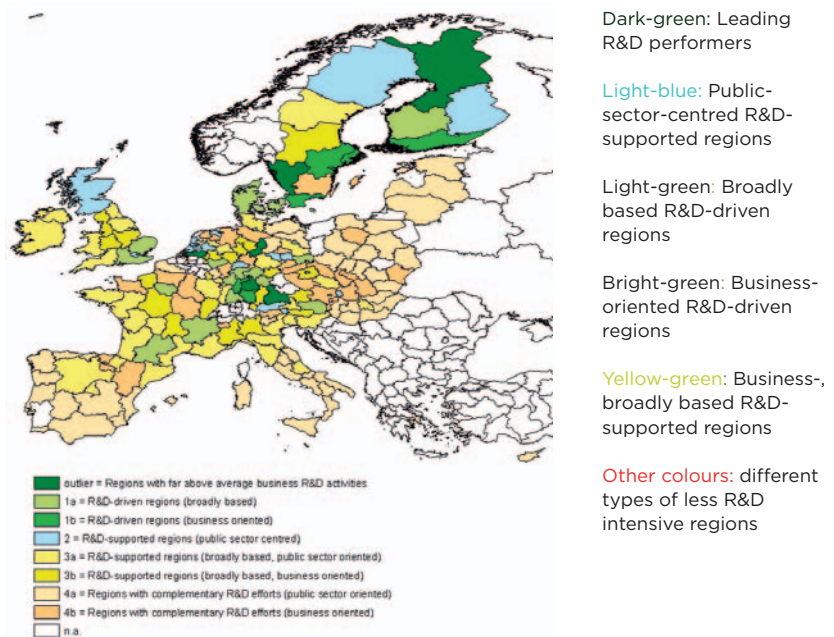 Dark-green: Leading
R&D performers
Light-blue: Public-
sector-centred R&D-
supported regions
Light-green: Broadly
based R&D-driven
regions
Bright-green: Business-
oriented R&D-driven
regions
Yellow-green: Business-,
broadly based R&D-
supported regions
Other colours: different
types of less R&D
intensive regions
outlier = Regions with far above average business R&D activities
1a = R&D-driven regions (broadly based)
1b = R&D-driven regions (business oriented)
2 = R&D-supported regions (public sector centred)
3a = R&D-supported regions (broadly based, public sector oriented)
3b = R&D-supported regions (broadly based, business oriented)
4a = Regions with complementary R&D efforts (public sector oriented)
4b = Regions with complementary R&D efforts (business oriented)
n.a.